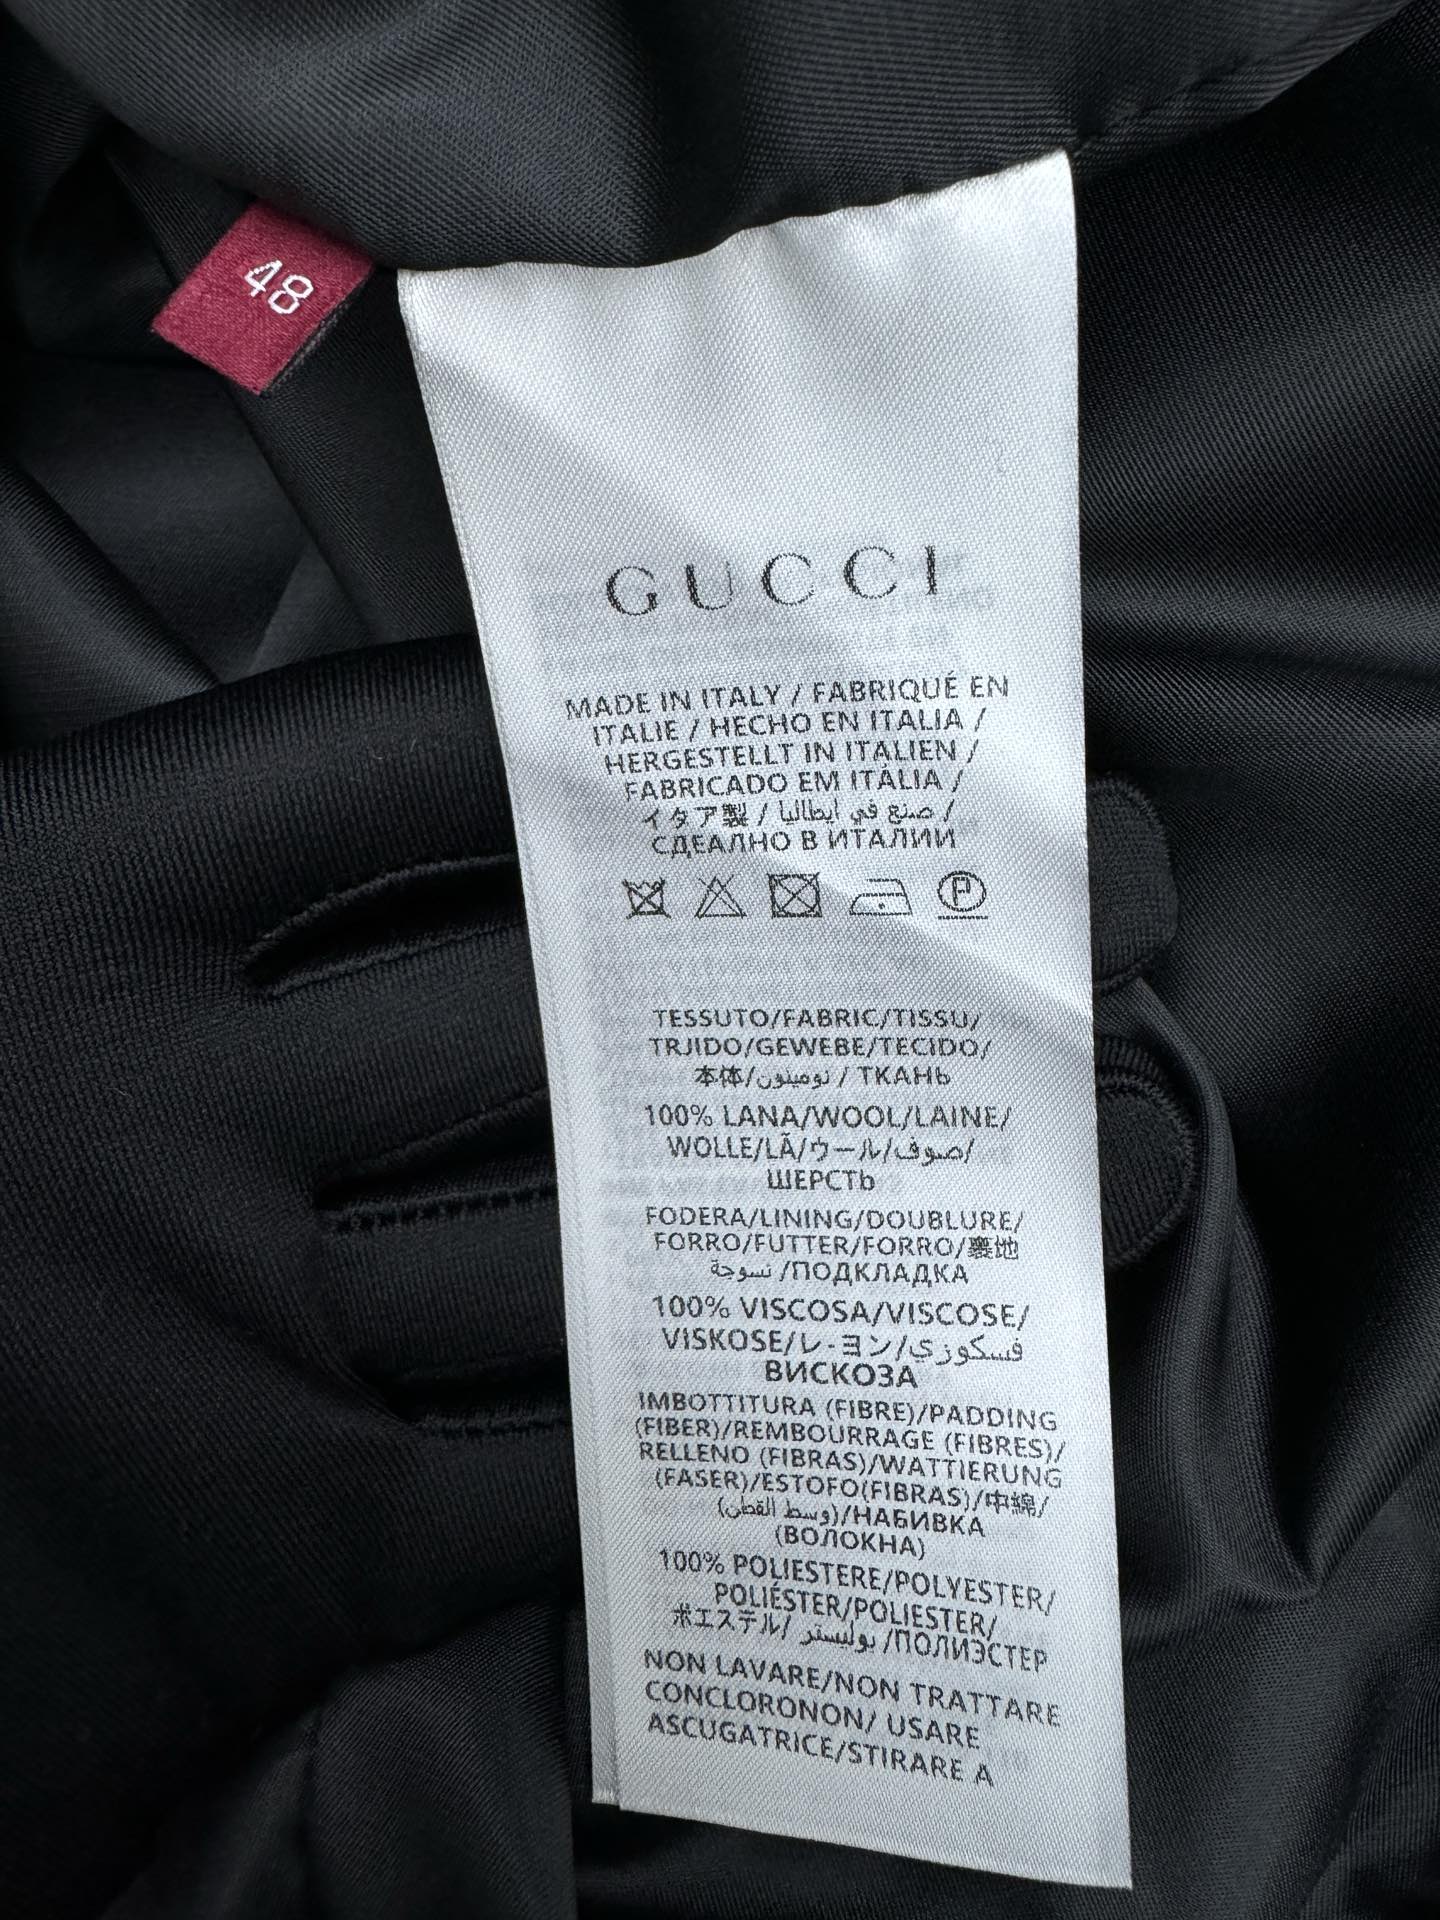 48
GUCCI
MADE IN ITALY / FABRIQUÉ EN
ITALIE / HECHO EN ITALIA /
HERGESTELLT IN ITALIEN /
FABRICADO EM ITÁLIA /
イタア製 / صنع في ايطاليا /
СДЕАЛНО В ИТАЛИИ
P
TESSUTO/FABRIC/TISSU/
TRJIDO/GEWEBE/TECIDO/
本体/نومينون / ТКАНЬ
100% LANA/WOOL/LAINE/
WOLLE/LÃ/ウール/صوف/
ШЕРСТЬ
FODERA/LINING/DOUBLURE/
FORRO/FUTTER/FORRO/裏地
نسوجة /ПОДКЛАДКА
100% VISCOSA/VISCOSE/
VISKOSE/レ-ヨン/فسكوزي
ВИСКОЗА
IMBOTTITURA (FIBRE)/PADDING
(FIBER)/REMBOURRAGE (FIBRES)/
RELLENO (FIBRAS)/WATTIERUNG
(FASER)/ESTOFO(FIBRAS)/中綿/
(وسط القطن)/НАБИВКА
(ВОЛОКНА)
100% POLIESTERE/POLYESTER/
POLIÉSTER/POLIESTER/
ポエステル/ بوليستر /ПОЛИЭСТЕР
NON LAVARE/NON TRATTARE
CONCLORONON/ USARE
ASCUGATRICE/STIRARE A